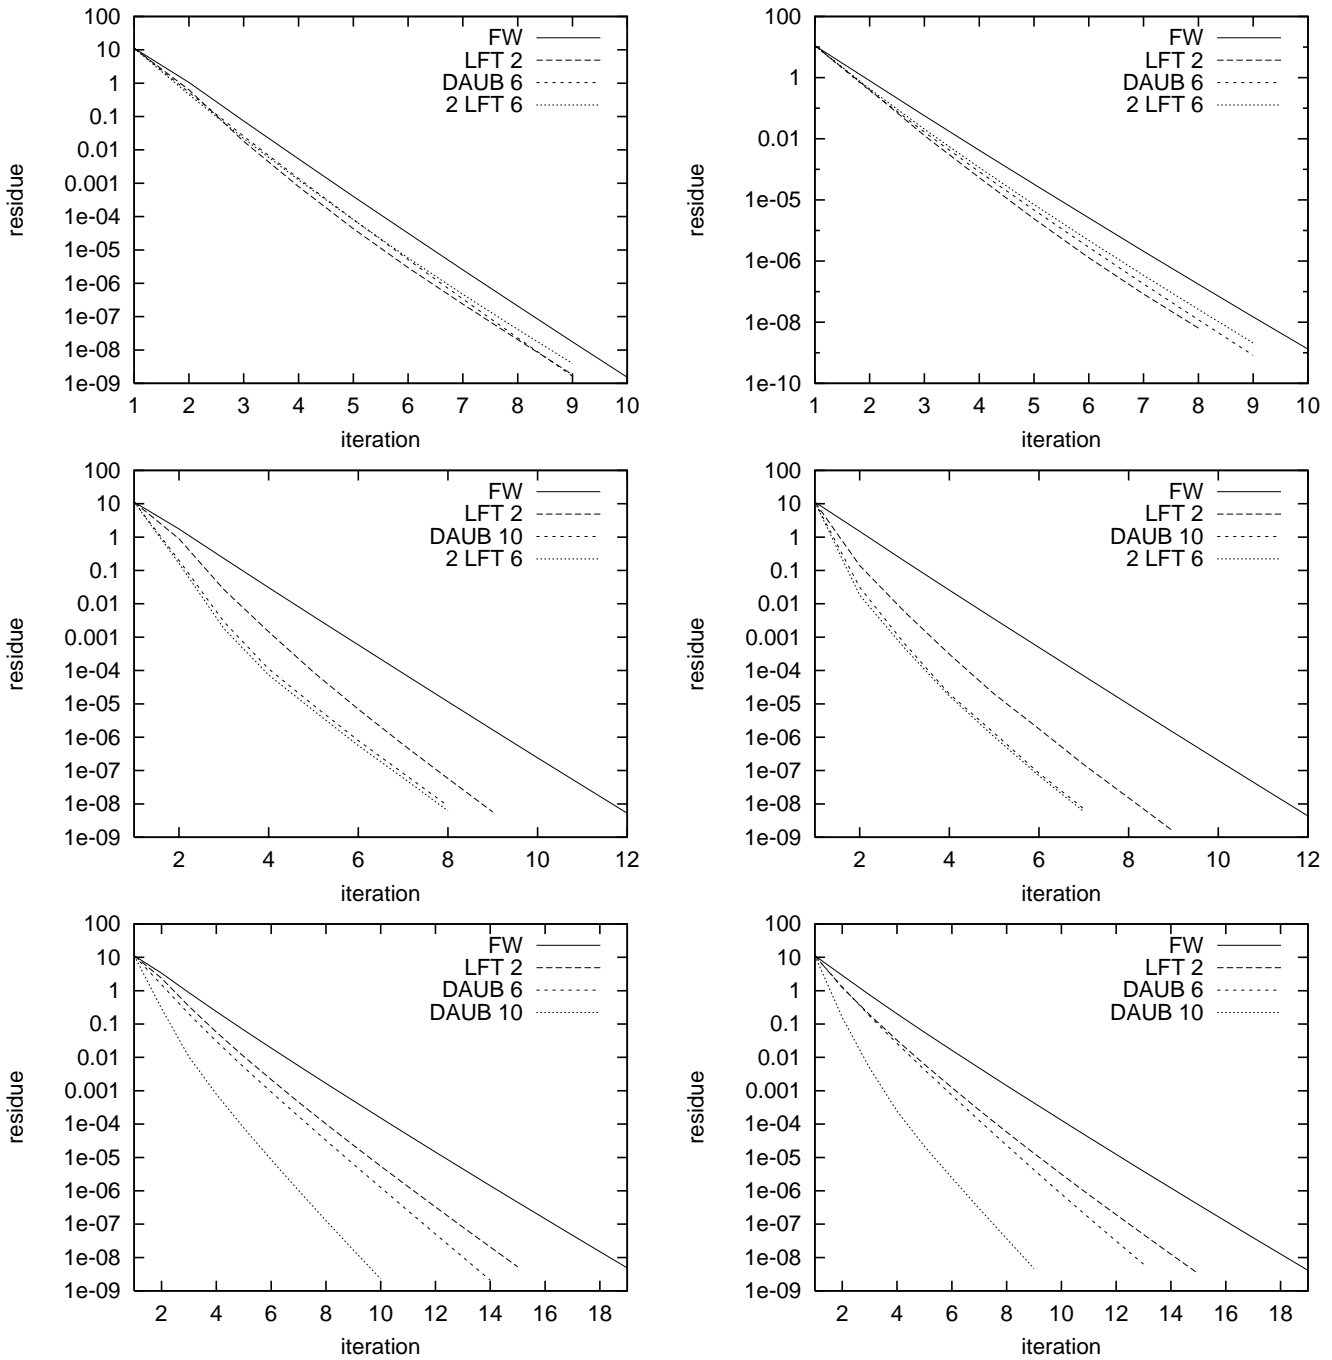 100
10
1
0.1
0.01
0.001
1e-04
1e-05
1e-06
1e-07
1e-08
1e-09
residue
1 2 3 4 5 6 7 8 9 10
iteration
FW
LFT 2
DAUB 6
2 LFT 6
100
1
0.01
1e-05
1e-06
1e-08
1e-10
residue
1 2 3 4 5 6 7 8 9 10
iteration
FW
LFT 2
DAUB 6
2 LFT 6
100
10
1
0.1
0.01
0.001
1e-04
1e-05
1e-06
1e-07
1e-08
1e-09
residue
2 4 6 8 10 12
iteration
FW
LFT 2
DAUB 10
2 LFT 6
100
10
1
0.1
0.01
0.001
1e-04
1e-05
1e-06
1e-07
1e-08
1e-09
residue
2 4 6 8 10 12
iteration
FW
LFT 2
DAUB 10
2 LFT 6
100
10
1
0.1
0.01
0.001
1e-04
1e-05
1e-06
1e-07
1e-08
1e-09
residue
2 4 6 8 10 12 14 16 18
iteration
FW
LFT 2
DAUB 6
DAUB 10
100
10
1
0.1
0.01
0.001
1e-04
1e-05
1e-06
1e-07
1e-08
1e-09
residue
2 4 6 8 10 12 14 16 18
iteration
FW
LFT 2
DAUB 6
DAUB 10